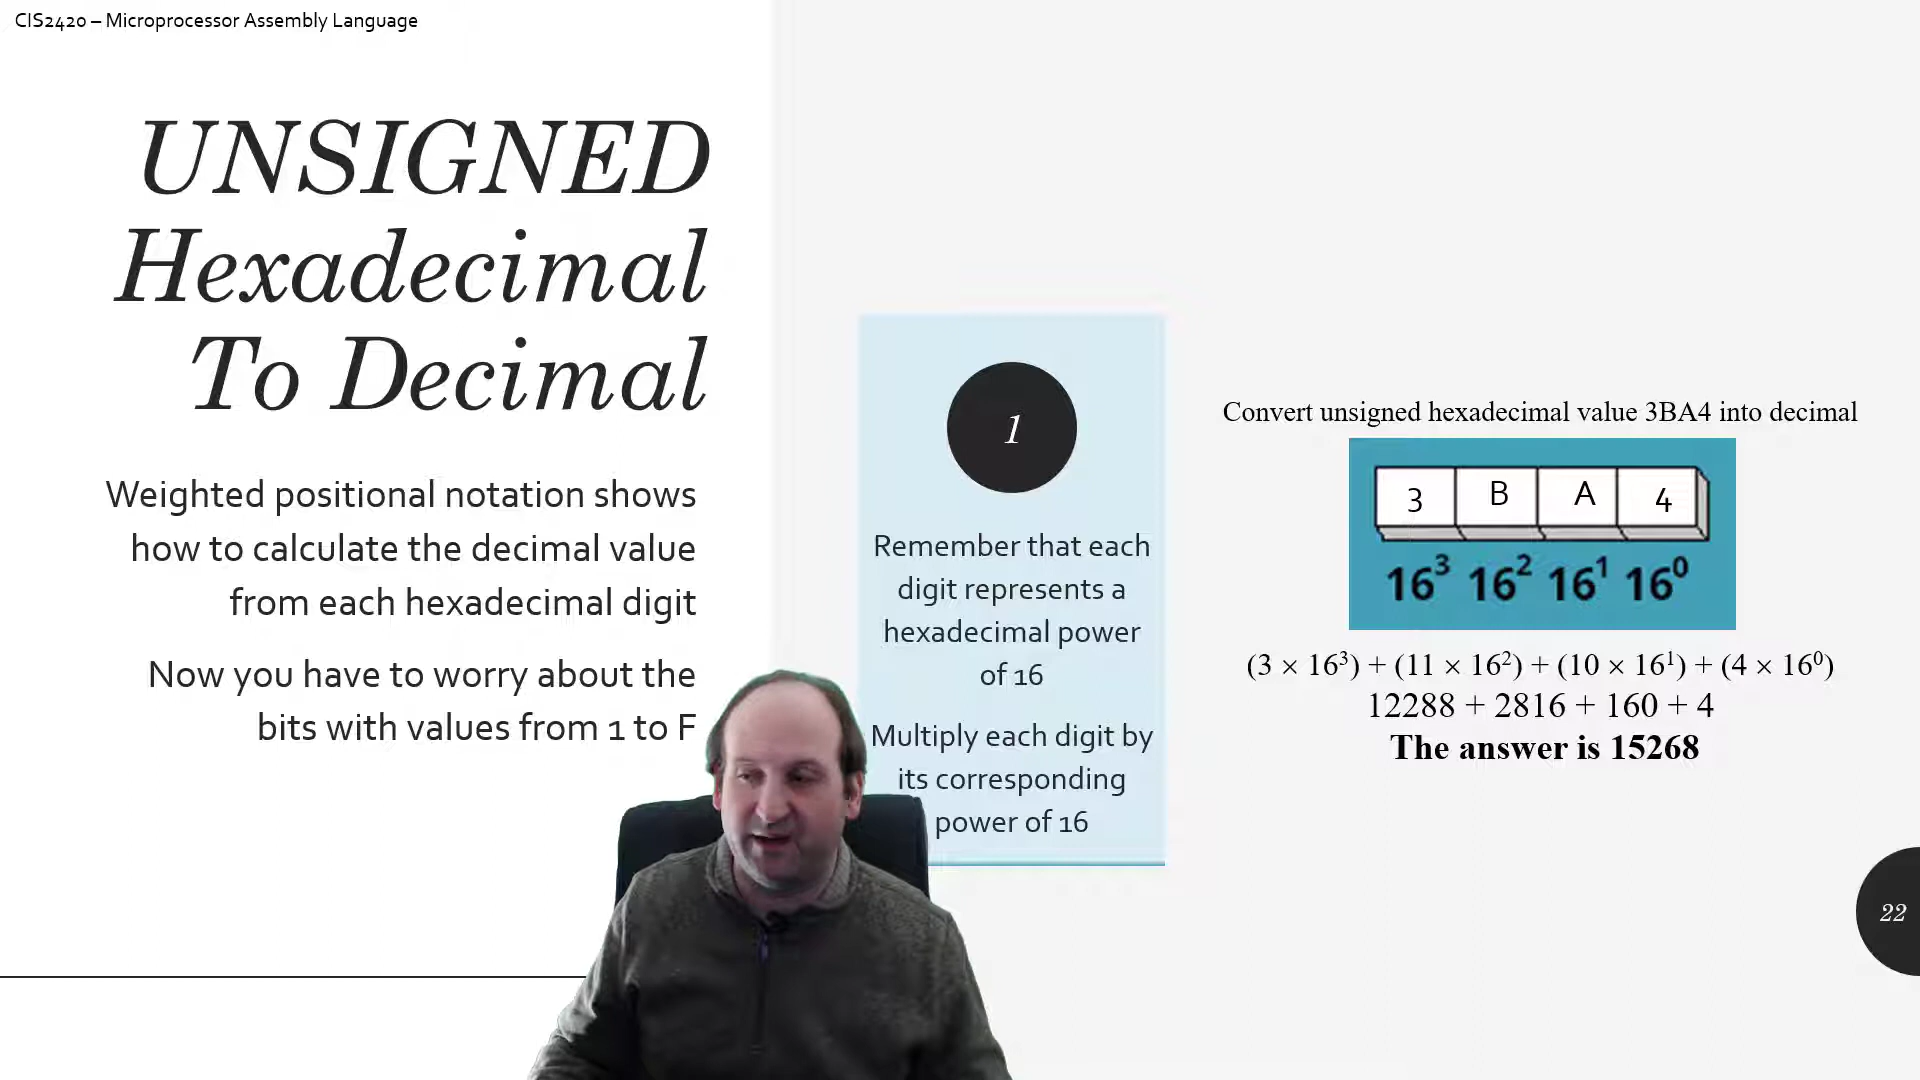 CIS2420 – Microprocessor Assembly Language
UNSIGNED
Hexadecimal
To Decimal
Weighted positional notation shows
how to calculate the decimal value
from each hexadecimal digit
Now you have to worry about the
bits with values from 1 to F
1
Remember that each
digit represents a
hexadecimal power
of 16
Multiply each digit by
its corresponding
power of 16
Convert unsigned hexadecimal value 3BA4 into decimal
3 B A 4
16³ 16² 16¹ 16⁰
(3 × 16³) + (11 × 16²) + (10 × 16¹) + (4 × 16⁰)
12288 + 2816 + 160 + 4
The answer is 15268
22